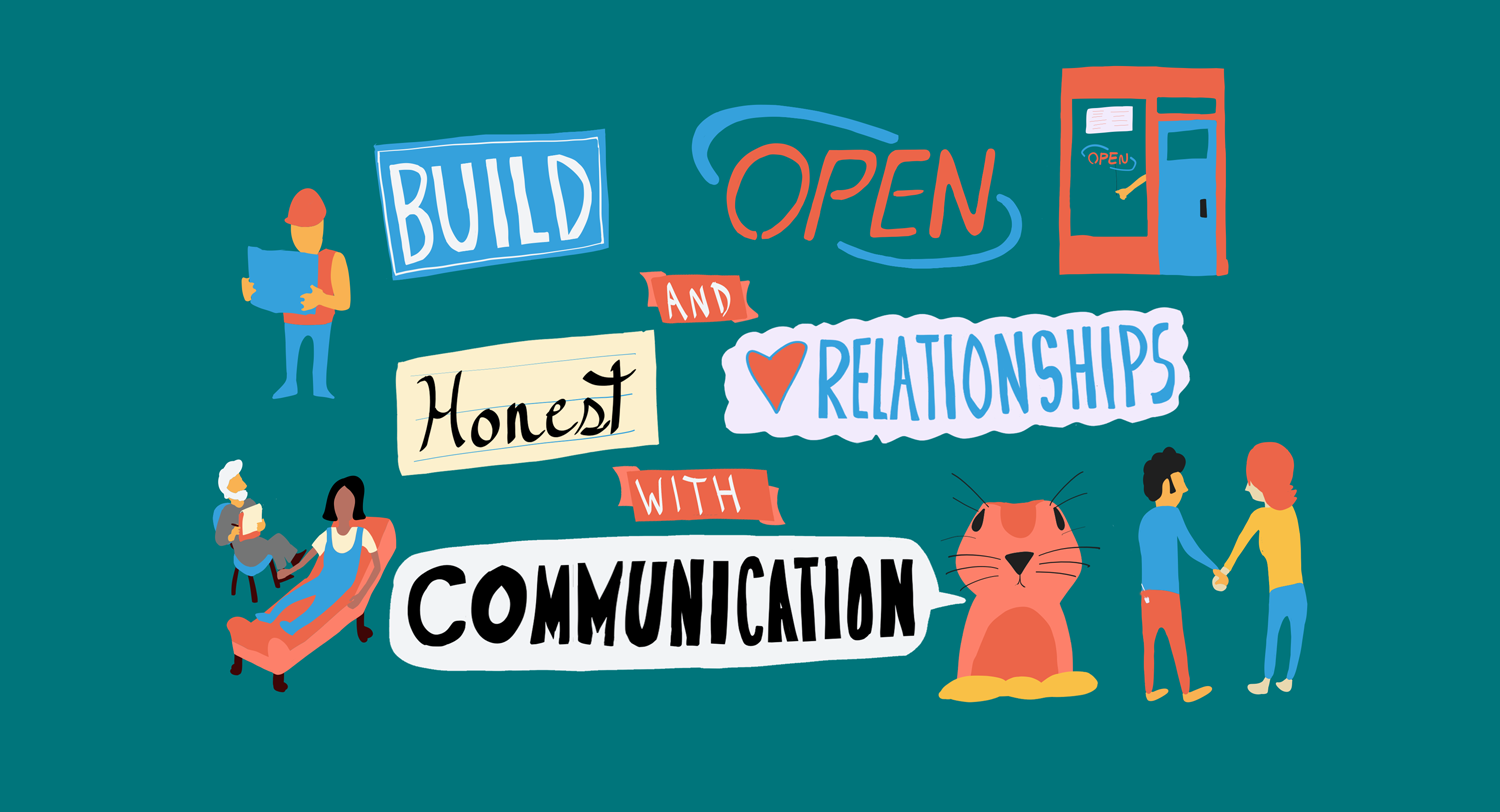 BUILD
OPEN
OPEN
AND
Honest
RELATIONSHIPS
WITH
COMMUNICATION